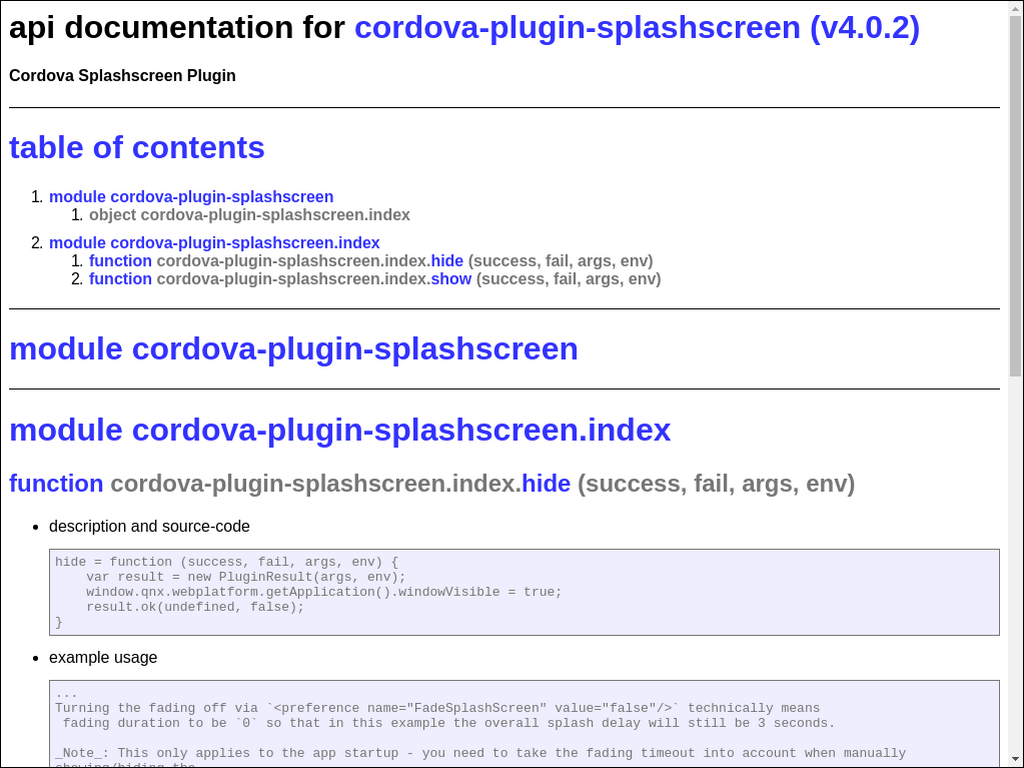 api documentation for cordova-plugin-splashscreen (v4.0.2)
Cordova Splashscreen Plugin
table of contents
1. module cordova-plugin-splashscreen
1. object cordova-plugin-splashscreen.index
2. module cordova-plugin-splashscreen.index
1. function cordova-plugin-splashscreen.index.hide (success, fail, args, env)
2. function cordova-plugin-splashscreen.index.show (success, fail, args, env)
module cordova-plugin-splashscreen
module cordova-plugin-splashscreen.index
function cordova-plugin-splashscreen.index.hide (success, fail, args, env)
• description and source-code
hide = function (success, fail, args, env) {
    var result = new PluginResult(args, env);
    window.qnx.webplatform.getApplication().windowVisible = true;
    result.ok(undefined, false);
}
• example usage
...
Turning the fading off via `<preference name="FadeSplashScreen" value="false"/>` technically means
 fading duration to be `0` so that in this example the overall splash delay will still be 3 seconds.
_Note_: This only applies to the app startup - you need to take the fading timeout into account when manually
showing/hiding the